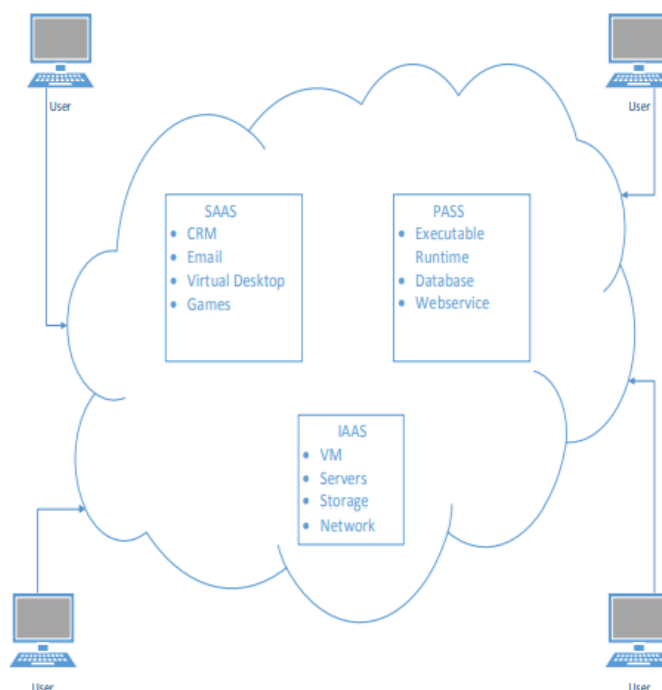 User
User
SAAS
• CRM
• Email
• Virtual Desktop
• Games
PASS
• Executable
Runtime
• Database
• Webservice
IAAS
• VM
• Servers
• Storage
• Network
User
User